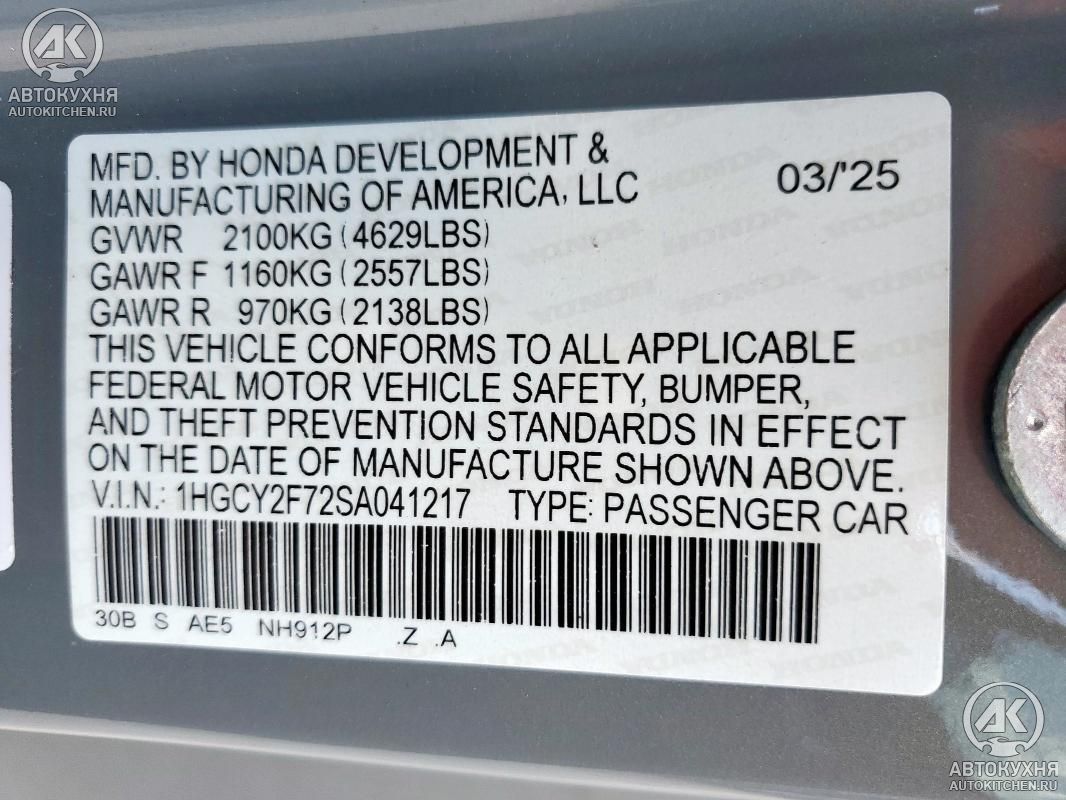 AK
АВТОКУХНЯ
AUTOKITCHEN.RU
MFD. BY HONDA DEVELOPMENT &
MANUFACTURING OF AMERICA, LLC
03/'25
GVWR 2100KG (4629LBS)
GAWR F 1160KG (2557LBS)
GAWR R 970KG (2138LBS)
THIS VEHICLE CONFORMS TO ALL APPLICABLE
FEDERAL MOTOR VEHICLE SAFETY, BUMPER,
AND THEFT PREVENTION STANDARDS IN EFFECT
ON THE DATE OF MANUFACTURE SHOWN ABOVE.
V.I.N.: 1HGCY2F72SA041217 TYPE: PASSENGER CAR
30B S AE5 NH912P .Z .A
AK
АВТОКУХНЯ
AUTOKITCHEN.RU